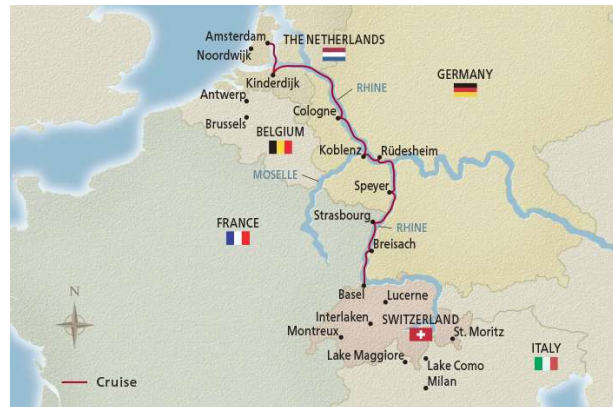 Amsterdam
THE NETHERLANDS
Noordwijk
Kinderdijk
GERMANY
RHINE
Antwerp
Cologne
Brussels
BELGIUM
Koblenz
Rüdesheim
MOSELLE
Speyer
Strasbourg
FRANCE
RHINE
Breisach
Basel
Lucerne
N
Interlaken
SWITZERLAND
Montreux
St. Moritz
ITALY
Lake Maggiore
Lake Como
Cruise
Milan